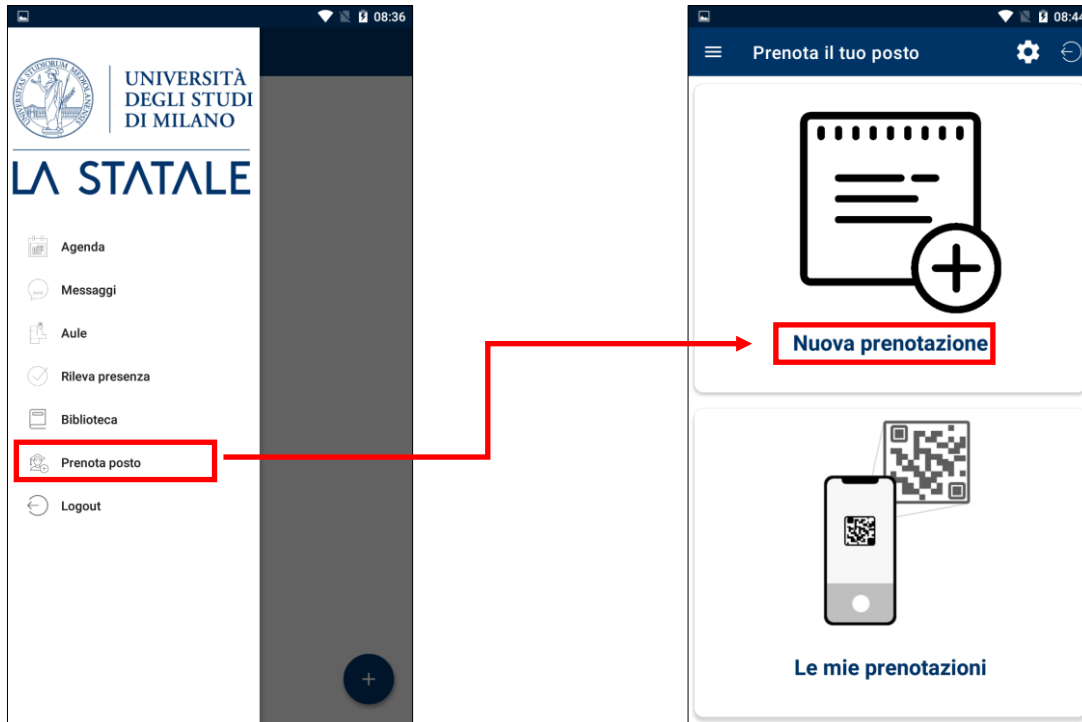 08:36
UNIVERSITÀ
DEGLI STUDI
DI MILANO
LA STATALE
Agenda
Messaggi
Aule
Rileva presenza
Biblioteca
Prenota posto
Logout
08:44
Prenota il tuo posto
Nuova prenotazione
Le mie prenotazioni